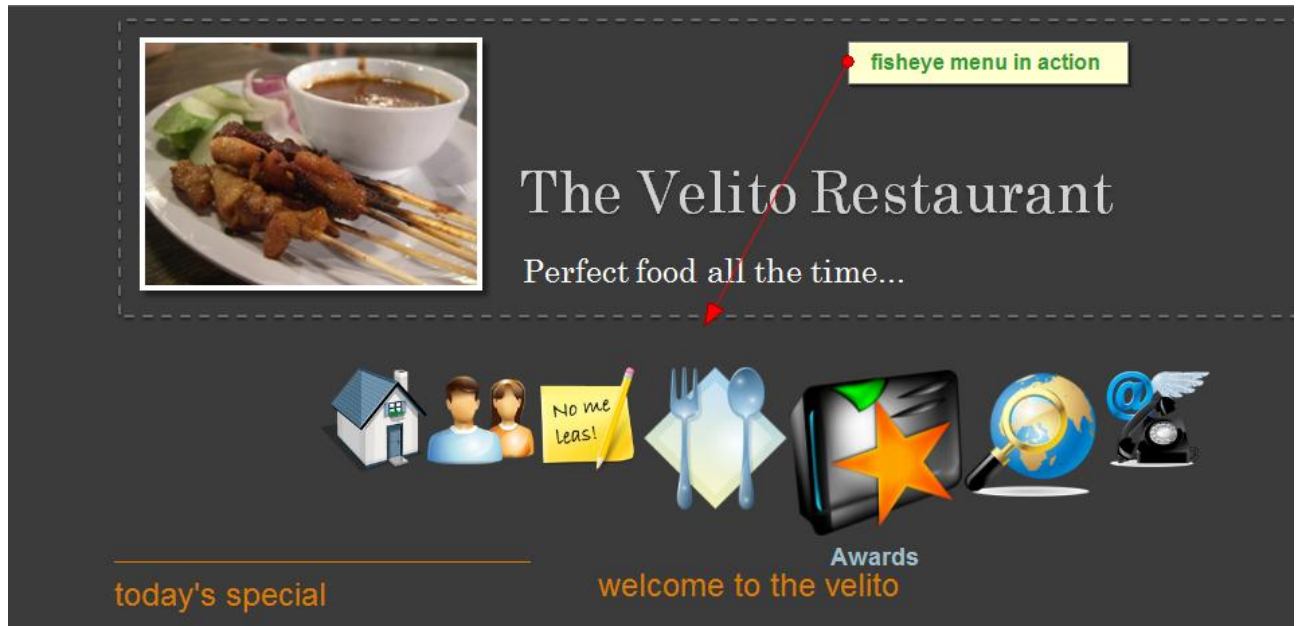 fisheye menu in action
The Velito Restaurant
Perfect food all the time...
No me
leas!
@
Awards
today's special
welcome to the velito